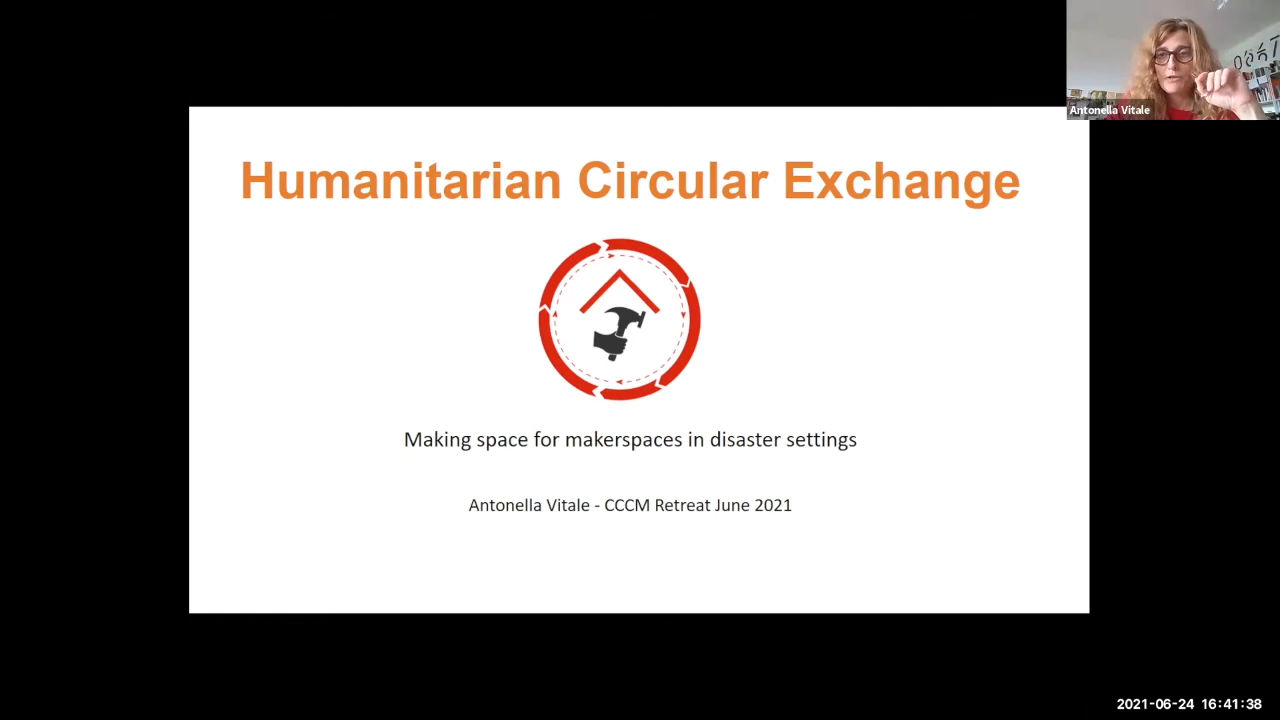 Antonella Vitale
Humanitarian Circular Exchange
Making space for makerspaces in disaster settings
Antonella Vitale - CCCM Retreat June 2021
2021-06-24 16:41:38